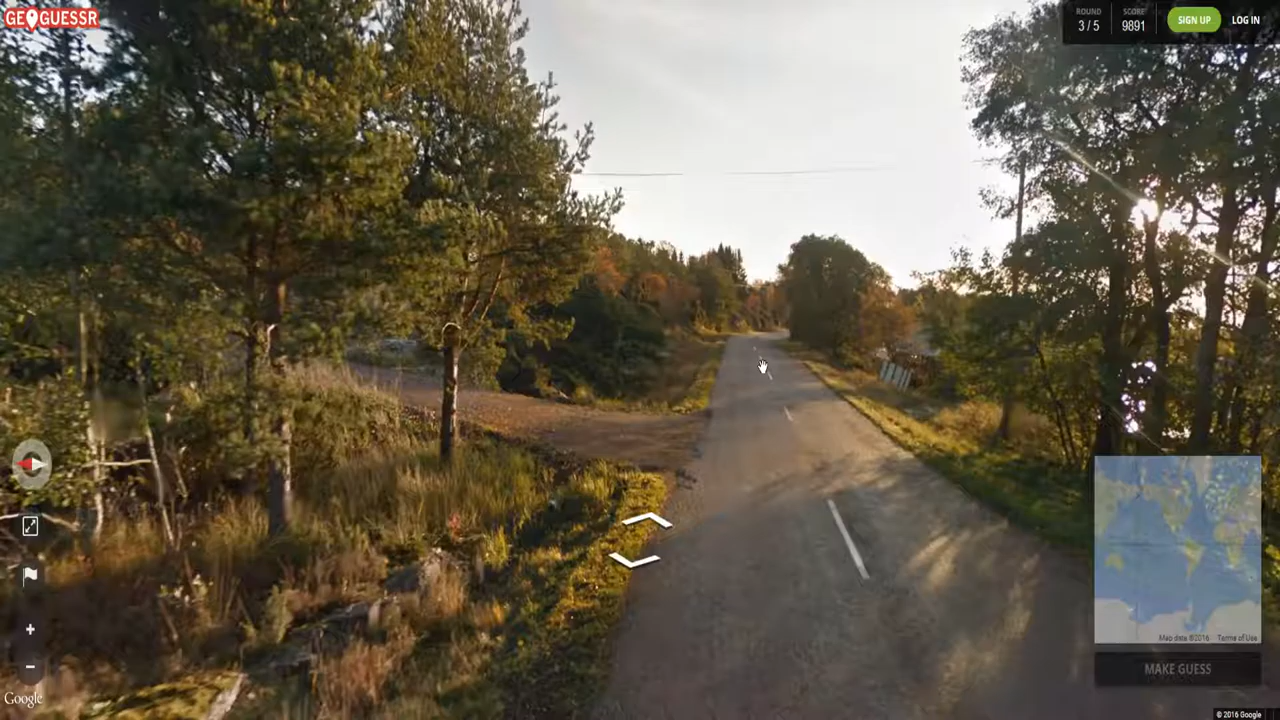 GEOGUESSR
ROUND
3 / 5
SCORE
9891
SIGN UP
LOG IN
Map data ©2016
Terms of Use
MAKE GUESS
Google
© 2016 Google